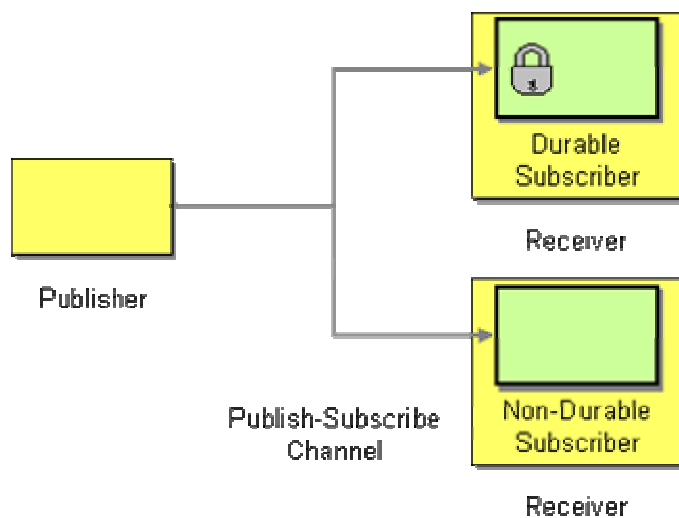 Durable
Subscriber
Receiver
Publisher
Publish-Subscribe
Channel
Non-Durable
Subscriber
Receiver